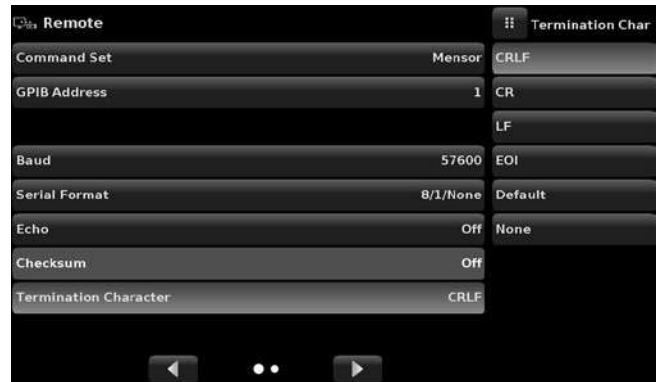 Remote
Command Set Mensor
GPIB Address 1
Baud 57600
Serial Format 8/1/None
Echo Off
Checksum Off
Termination Character CRLF
Termination Char
CRLF
CR
LF
EOI
Default
None